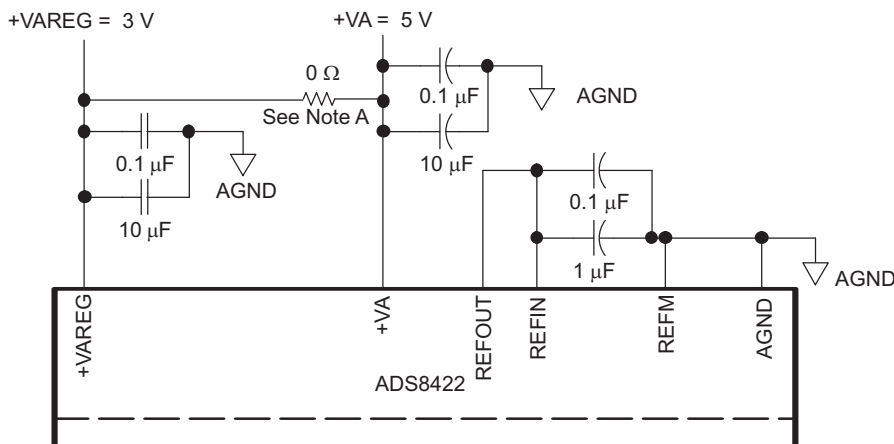 +VAREG = 3 V
+VA = 5 V
0 Ω
See Note A
0.1 μF
AGND
10 μF
0.1 μF
AGND
10 μF
0.1 μF
1 μF
AGND
+VAREG
+VA
REFOUT
REFIN
REFM
AGND
ADS8422